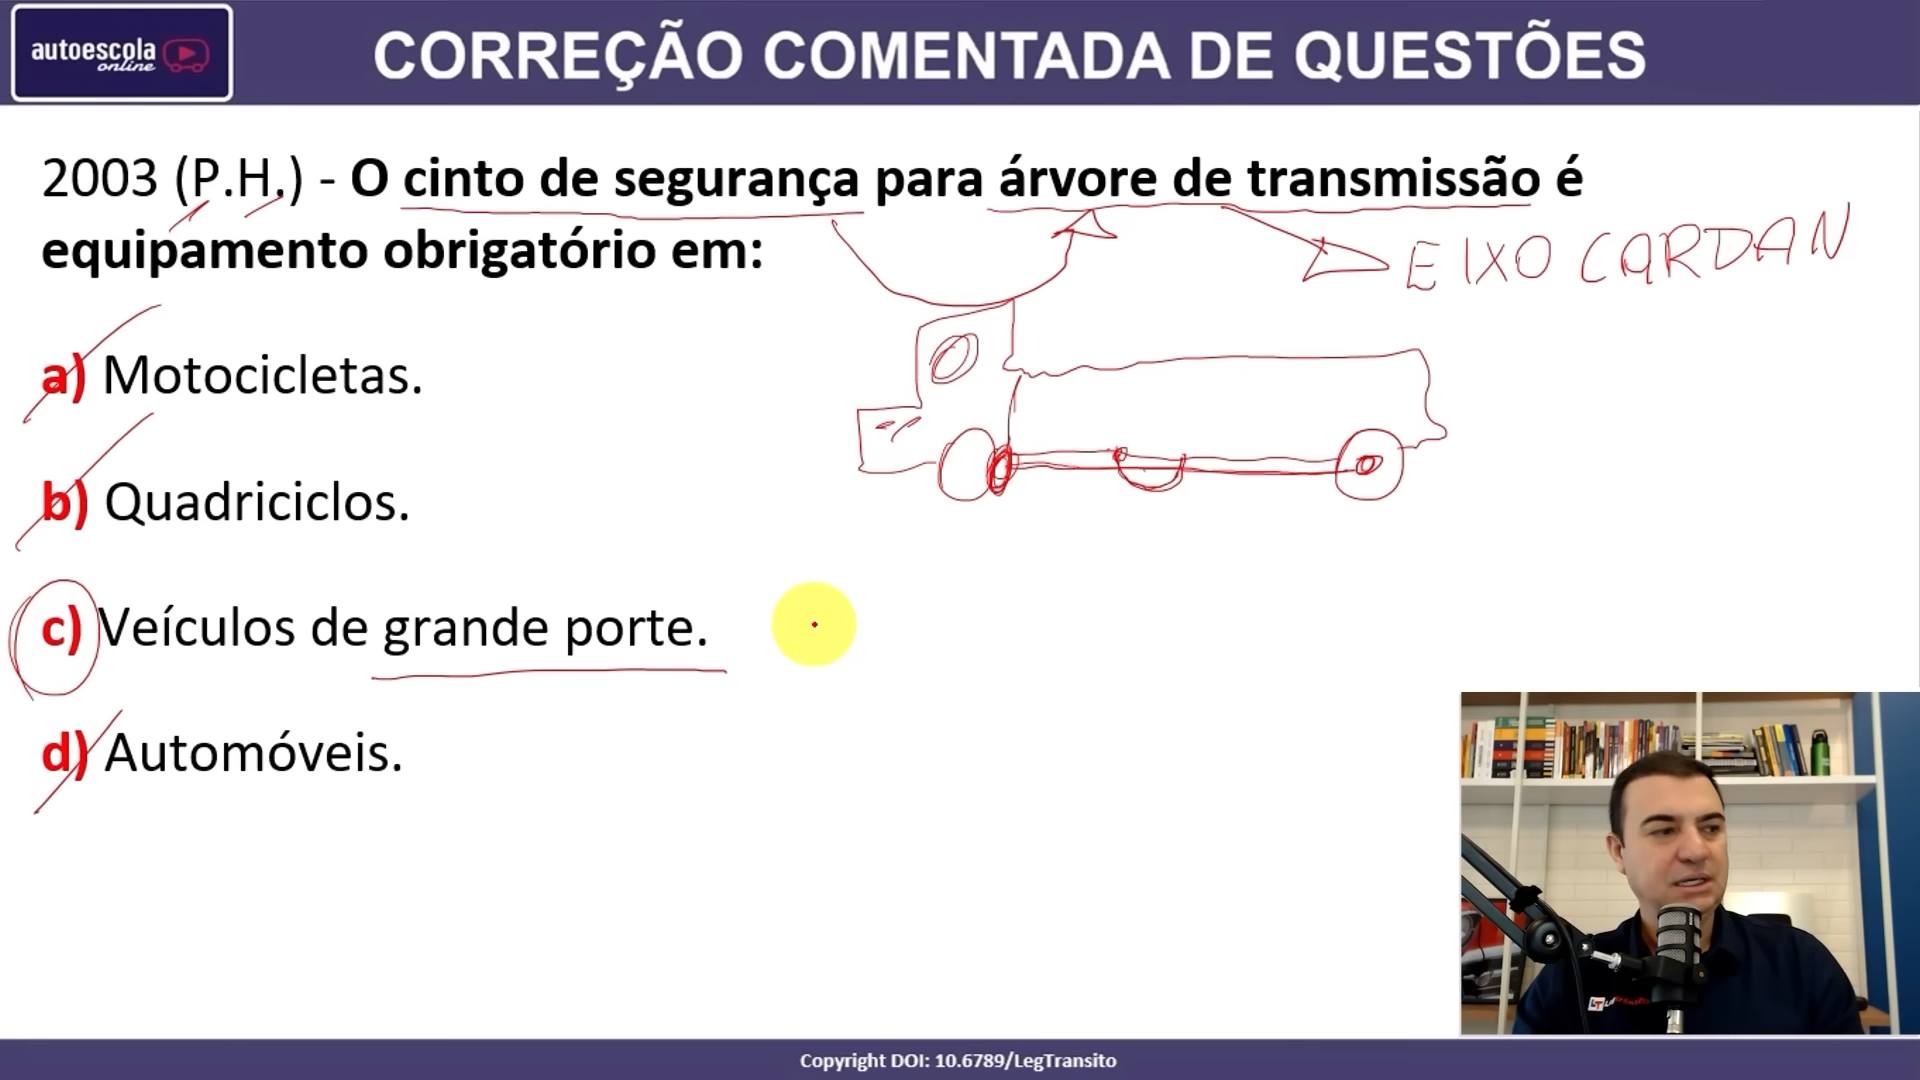 autoescola
online
CORREÇÃO COMENTADA DE QUESTÕES
2003 (P.H.) - O cinto de segurança para árvore de transmissão é
equipamento obrigatório em:
EIXO CARDAN
a) Motocicletas.
b) Quadriciclos.
c) Veículos de grande porte.
d) Automóveis.
Copyright DOI: 10.6789/LegTransito